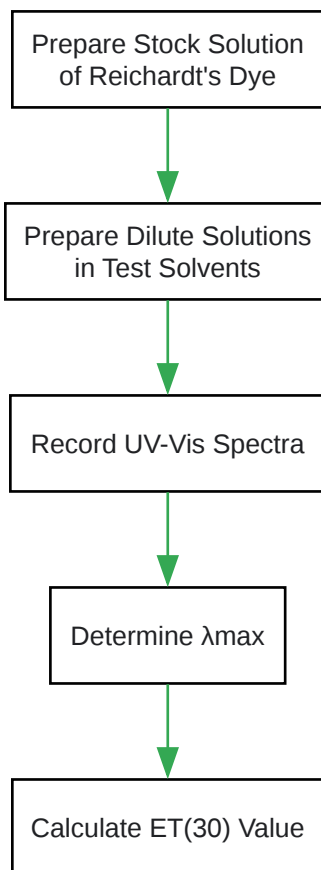 Prepare Stock Solution
of Reichardt's Dye
Prepare Dilute Solutions
in Test Solvents
Record UV-Vis Spectra
Determine λmax
Calculate ET(30) Value